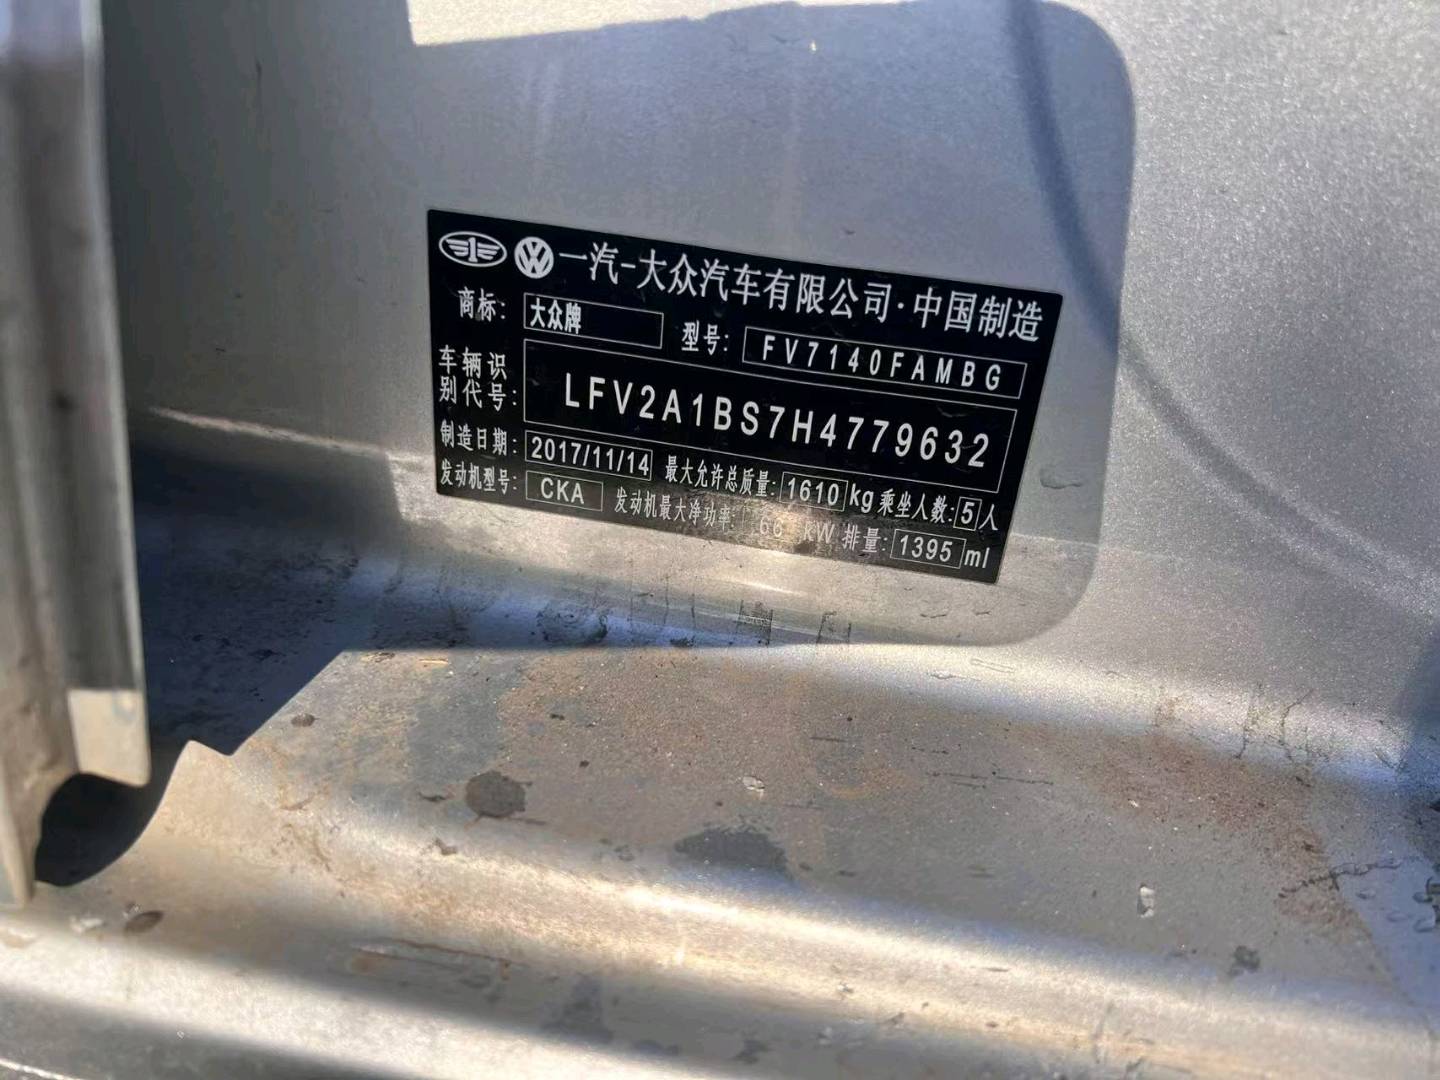 一汽-大众汽车有限公司·中国制造
商标: 大众牌 型号: FV7140FAMBG
车辆识别代号: LFV2A1BS7H4779632
制造日期: 2017/11/14 最大允许总质量: 1610 kg 乘坐人数: 5 人
发动机型号: CKA 发动机最大净功率: 66 kW 排量: 1395 ml